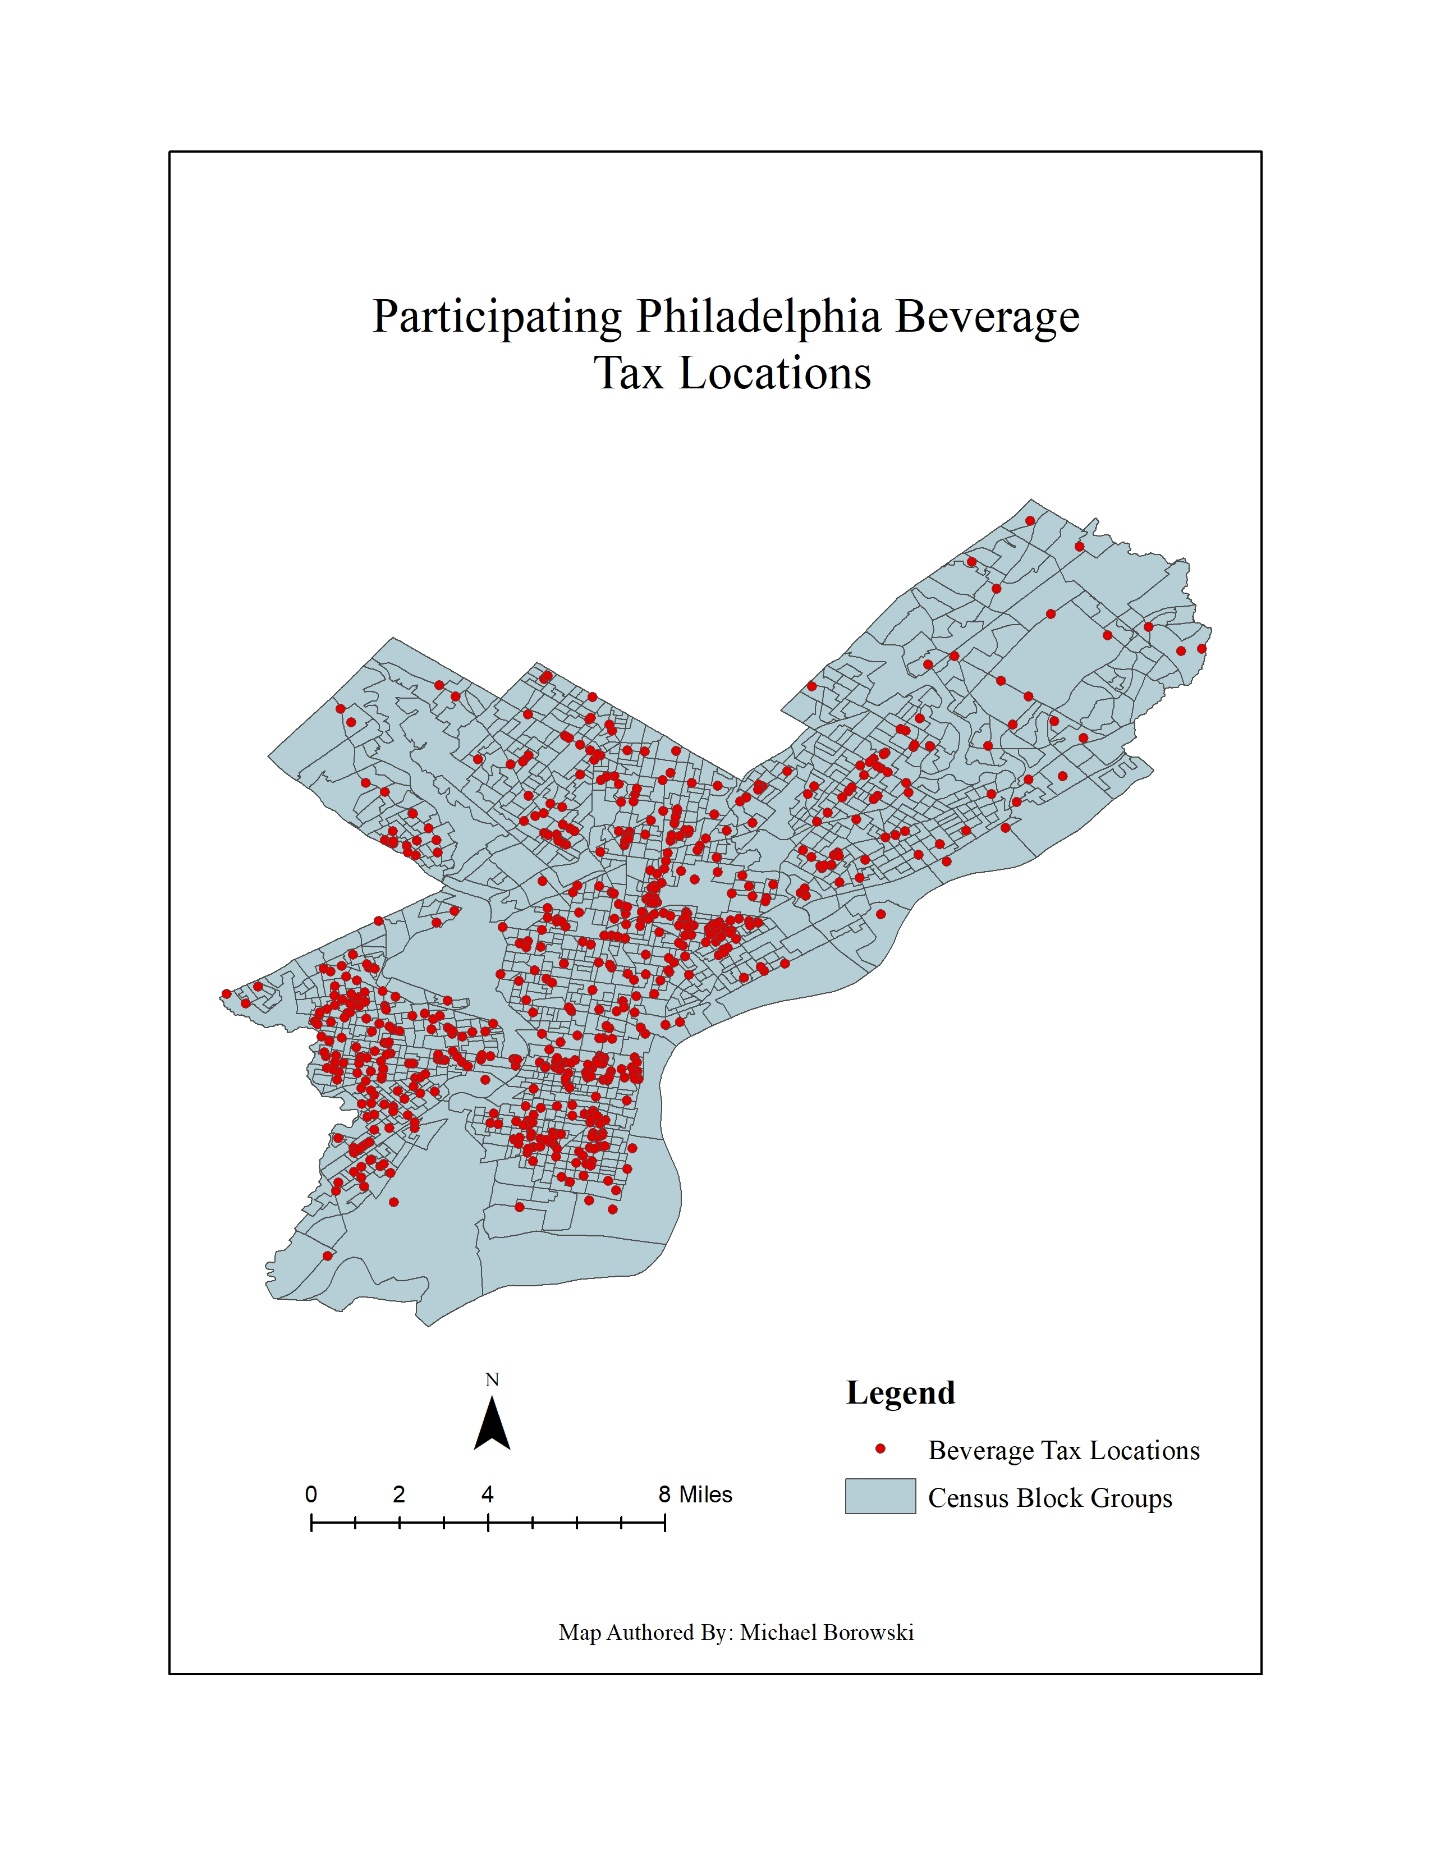 Participating Philadelphia Beverage
Tax Locations
N
0 2 4 8 Miles
Legend
Beverage Tax Locations
Census Block Groups
Map Authored By: Michael Borowski